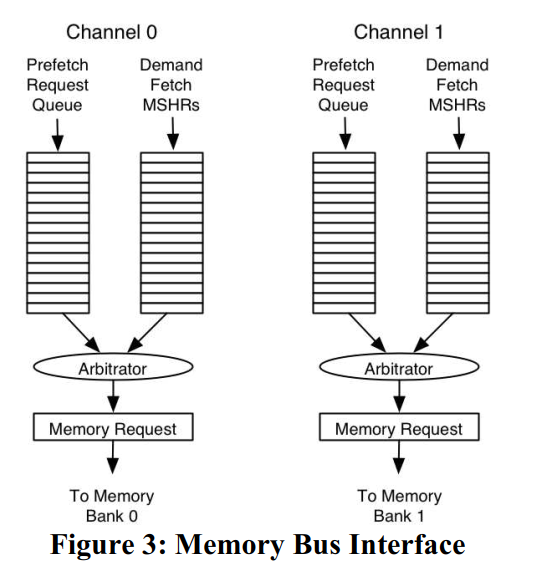 Channel 0
Channel 1
Prefetch
Request
Queue
Demand
Fetch
MSHRs
Prefetch
Request
Queue
Demand
Fetch
MSHRs
Arbitrator
Arbitrator
Memory Request
Memory Request
To Memory
Bank 0
To Memory
Bank 1
Figure 3: Memory Bus Interface